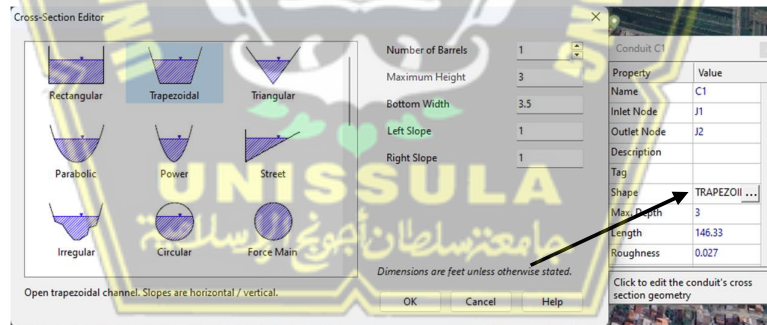 Cross-Section Editor
Rectangular Trapezoidal Triangular
Parabolic Power Street
Irregular Circular Force Main
Open trapezoidal channel. Slopes are horizontal / vertical.
Number of Barrels 1
Maximum Height 3
Bottom Width 3.5
Left Slope 1
Right Slope 1
Dimensions are feet unless otherwise stated.
OK Cancel Help
Conduit C1
Property Value
Name C1
Inlet Node J1
Outlet Node J2
Description
Tag
Shape TRAPEZOII ...
Max. Depth 3
Length 146.33
Roughness 0.027
Click to edit the conduit's cross
section geometry
UNISSULA